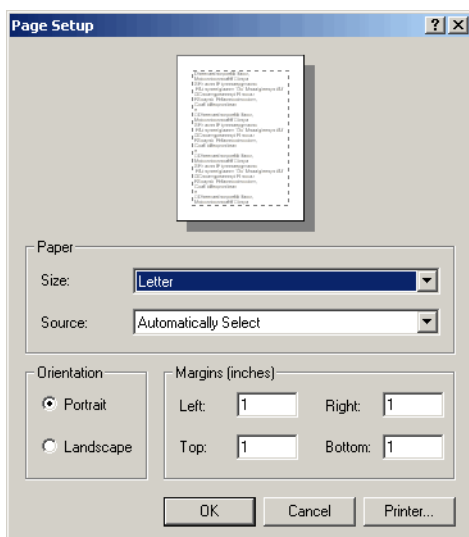 Page Setup
Paper
Size: Letter
Source: Automatically Select
Orientation
Portrait
Landscape
Margins (inches)
Left: 1 Right: 1
Top: 1 Bottom: 1
OK Cancel Printer...